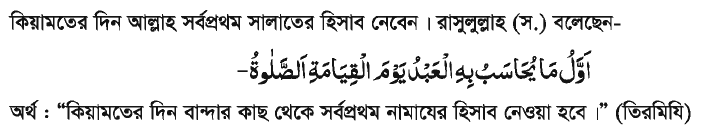 কিয়ামতের দিন আল্লাহ সর্বপ্রথম সালাতের হিসাব নেবেন। রাসুলুল্লাহ (স.) বলেছেন-
اَوَّلُ مَا يُحَاسَبُ بِهِ الْعَبْدُ يَوْمَ الْقِيَامَةِ اَلصَّلٰوةُ-
অর্থ : “কিয়ামতের দিন বান্দার কাছ থেকে সর্বপ্রথম নামাযের হিসাব নেওয়া হবে।” (তিরমিযি)